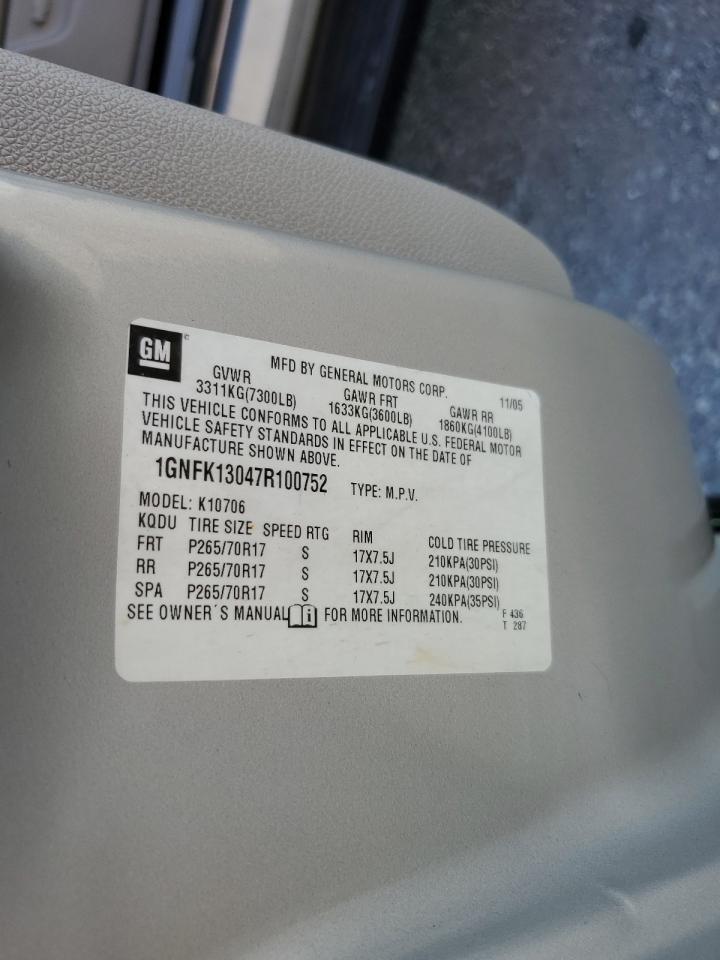 GM
MFD BY GENERAL MOTORS CORP. 11/05
GVWR GAWR FRT GAWR RR
3311KG(7300LB) 1633KG(3600LB) 1860KG(4100LB)
THIS VEHICLE CONFORMS TO ALL APPLICABLE U.S. FEDERAL MOTOR
VEHICLE SAFETY STANDARDS IN EFFECT ON THE DATE OF
MANUFACTURE SHOWN ABOVE.
1GNFK13047R100752 TYPE: M.P.V.
MODEL: K10706
KQDU TIRE SIZE SPEED RTG RIM COLD TIRE PRESSURE
FRT P265/70R17 S 17X7.5J 210KPA(30PSI)
RR P265/70R17 S 17X7.5J 210KPA(30PSI)
SPA P265/70R17 S 17X7.5J 240KPA(35PSI)
SEE OWNER´S MANUAL i FOR MORE INFORMATION.
F 436
T 287